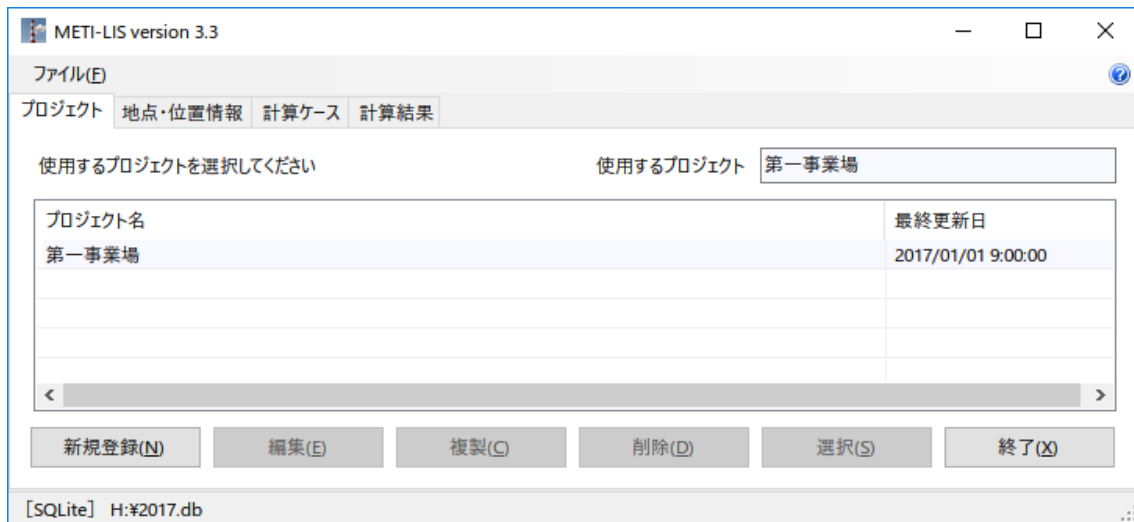 METI-LIS version 3.3
ファイル(F)
プロジェクト 地点・位置情報 計算ケース 計算結果
使用するプロジェクトを選択してください 使用するプロジェクト 第一事業場
プロジェクト名 最終更新日
第一事業場 2017/01/01 9:00:00
新規登録(N) 編集(E) 複製(C) 削除(D) 選択(S) 終了(X)
[SQLite] H:¥2017.db